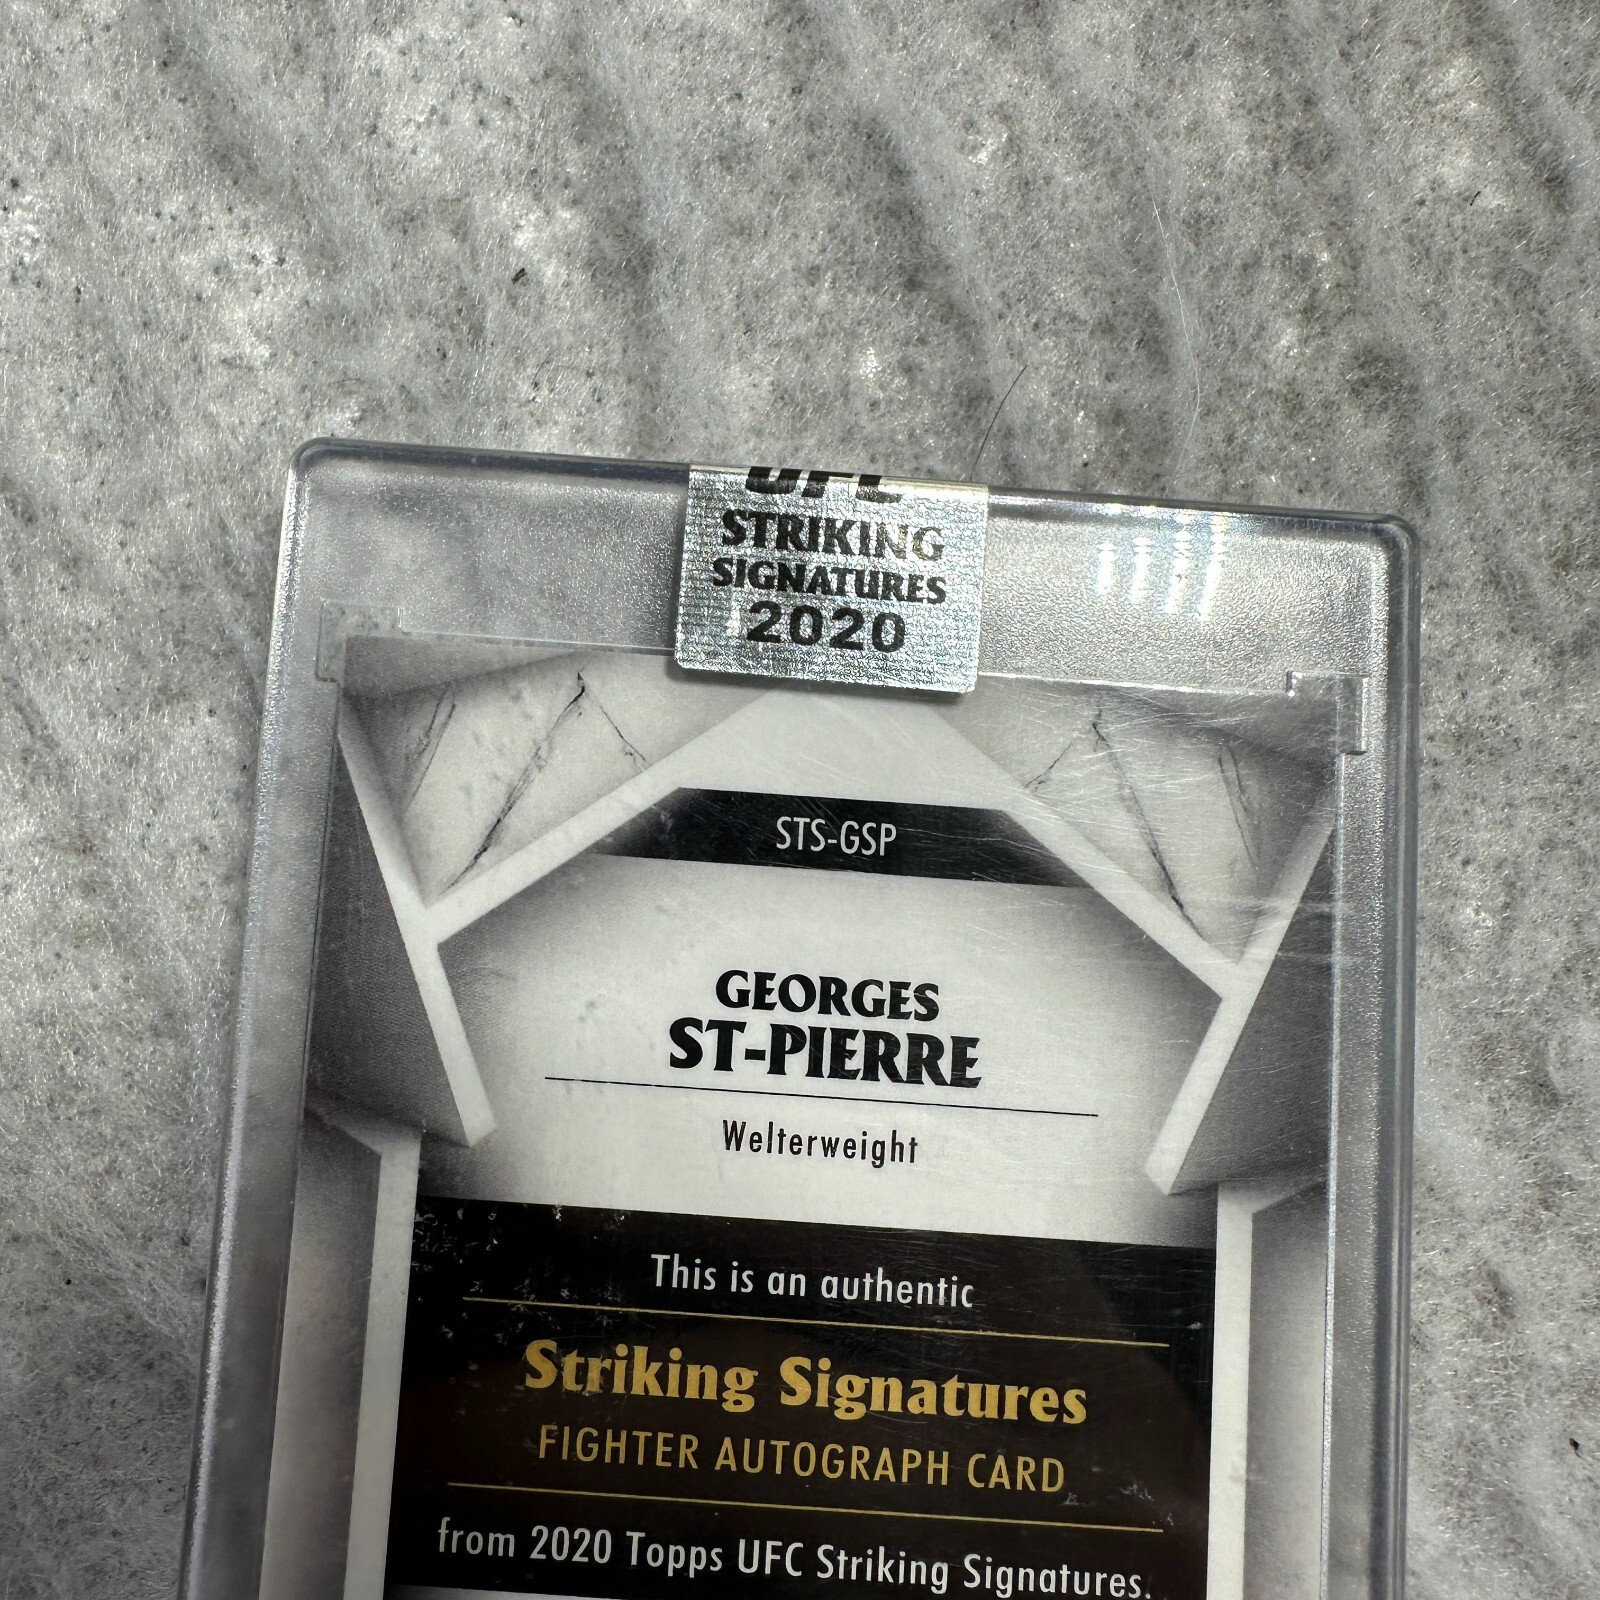 UFC
STRIKING
SIGNATURES
2020
STS-GSP
GEORGES
ST-PIERRE
Welterweight
This is an authentic
Striking Signatures
FIGHTER AUTOGRAPH CARD
from 2020 Topps UFC Striking Signatures.